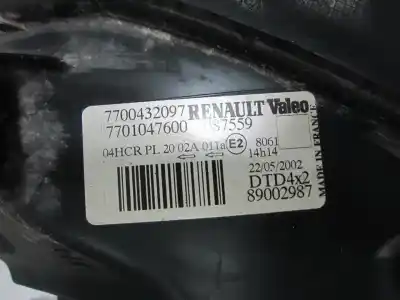 7700432097 RENAULT Valeo
7701047600 87559
04HCR PL 20 02A 01Ta E2 8061
14h14
22/05/2002
DTD4x2
89002987
MADE IN FRANCE